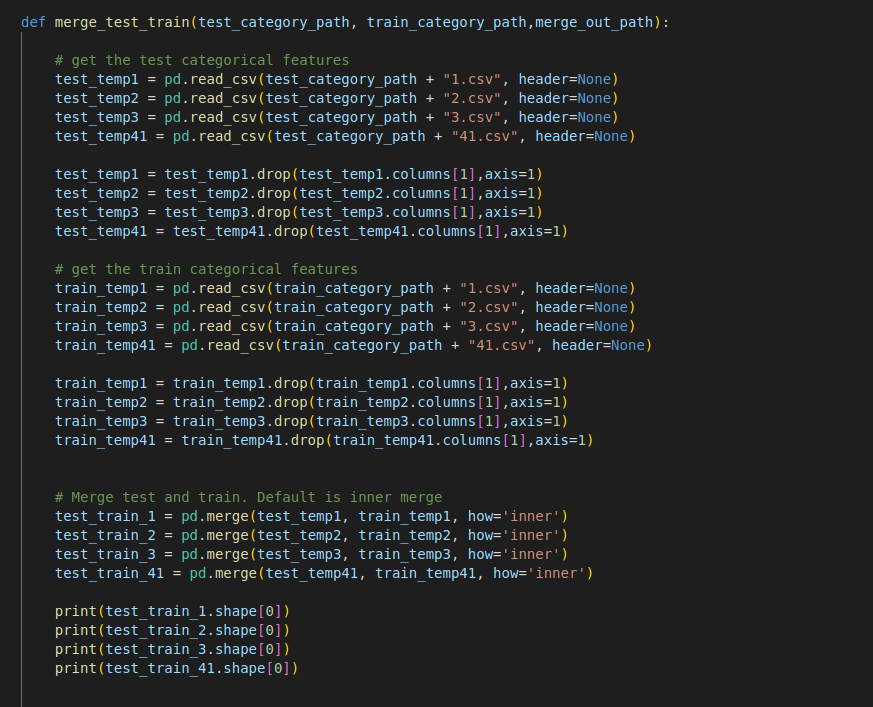 def merge_test_train(test_category_path, train_category_path,merge_out_path):
# get the test categorical features
test_temp1 = pd.read_csv(test_category_path + "1.csv", header=None)
test_temp2 = pd.read_csv(test_category_path + "2.csv", header=None)
test_temp3 = pd.read_csv(test_category_path + "3.csv", header=None)
test_temp41 = pd.read_csv(test_category_path + "41.csv", header=None)
test_temp1 = test_temp1.drop(test_temp1.columns[1],axis=1)
test_temp2 = test_temp2.drop(test_temp2.columns[1],axis=1)
test_temp3 = test_temp3.drop(test_temp3.columns[1],axis=1)
test_temp41 = test_temp41.drop(test_temp41.columns[1],axis=1)
# get the train categorical features
train_temp1 = pd.read_csv(train_category_path + "1.csv", header=None)
train_temp2 = pd.read_csv(train_category_path + "2.csv", header=None)
train_temp3 = pd.read_csv(train_category_path + "3.csv", header=None)
train_temp41 = pd.read_csv(train_category_path + "41.csv", header=None)
train_temp1 = train_temp1.drop(train_temp1.columns[1],axis=1)
train_temp2 = train_temp2.drop(train_temp2.columns[1],axis=1)
train_temp3 = train_temp3.drop(train_temp3.columns[1],axis=1)
train_temp41 = train_temp41.drop(train_temp41.columns[1],axis=1)
# Merge test and train. Default is inner merge
test_train_1 = pd.merge(test_temp1, train_temp1, how='inner')
test_train_2 = pd.merge(test_temp2, train_temp2, how='inner')
test_train_3 = pd.merge(test_temp3, train_temp3, how='inner')
test_train_41 = pd.merge(test_temp41, train_temp41, how='inner')
print(test_train_1.shape[0])
print(test_train_2.shape[0])
print(test_train_3.shape[0])
print(test_train_41.shape[0])